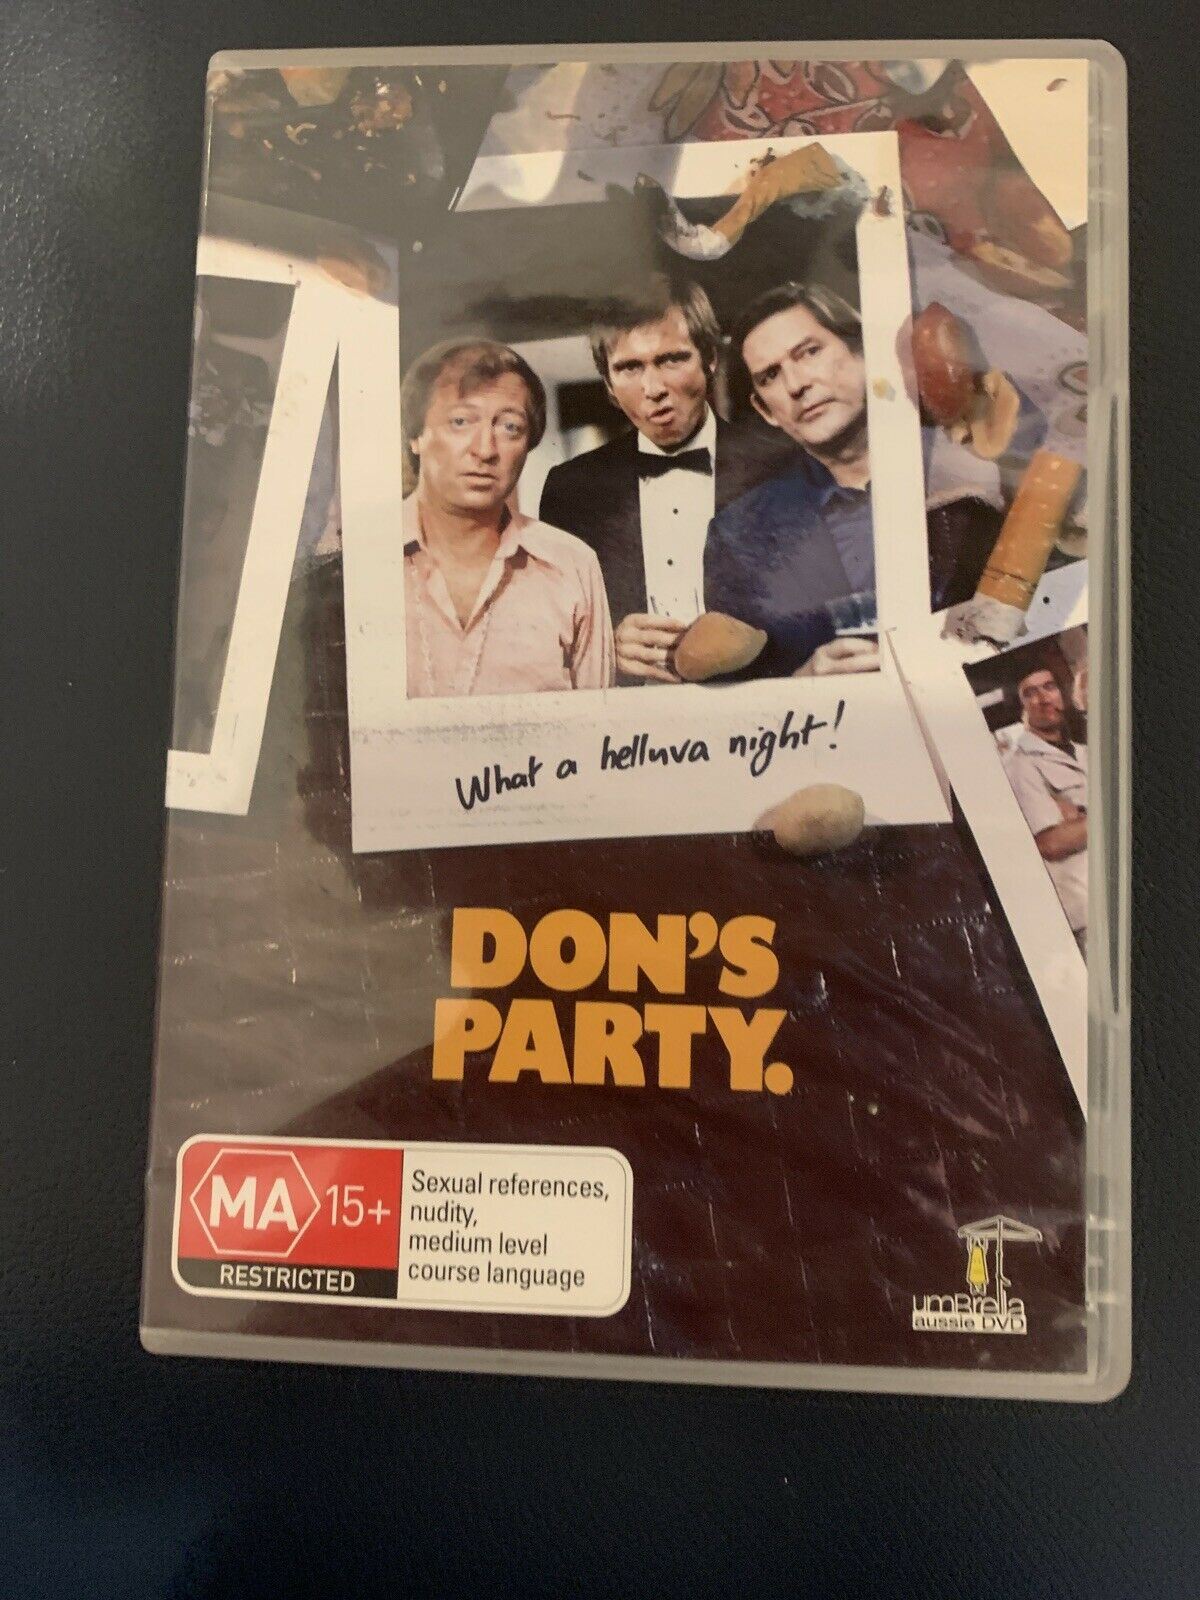 What a helluva night!
DON'S
PARTY.
MA 15+
RESTRICTED
Sexual references,
nudity,
medium level
course language
umBrella
aussie DVD